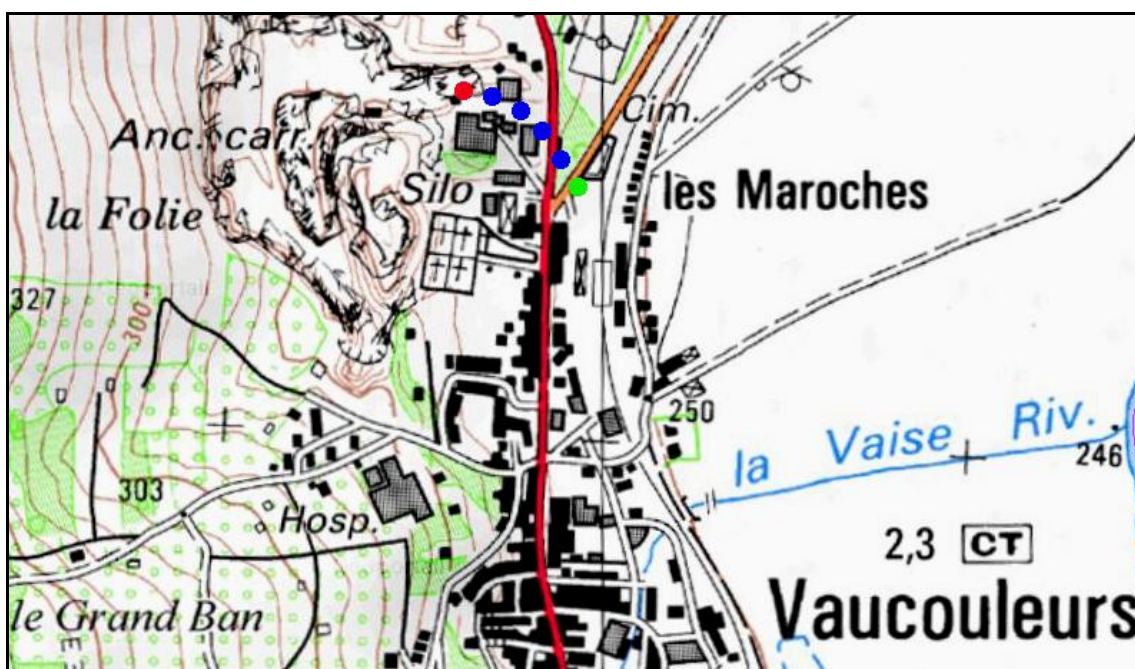 Cim.
Anc. carr.
Silo
les Maroches
la Folie
327
300
250
la Vaise Riv.
246
303
Hosp.
2,3 CT
le Grand Ban
Vaucouleurs